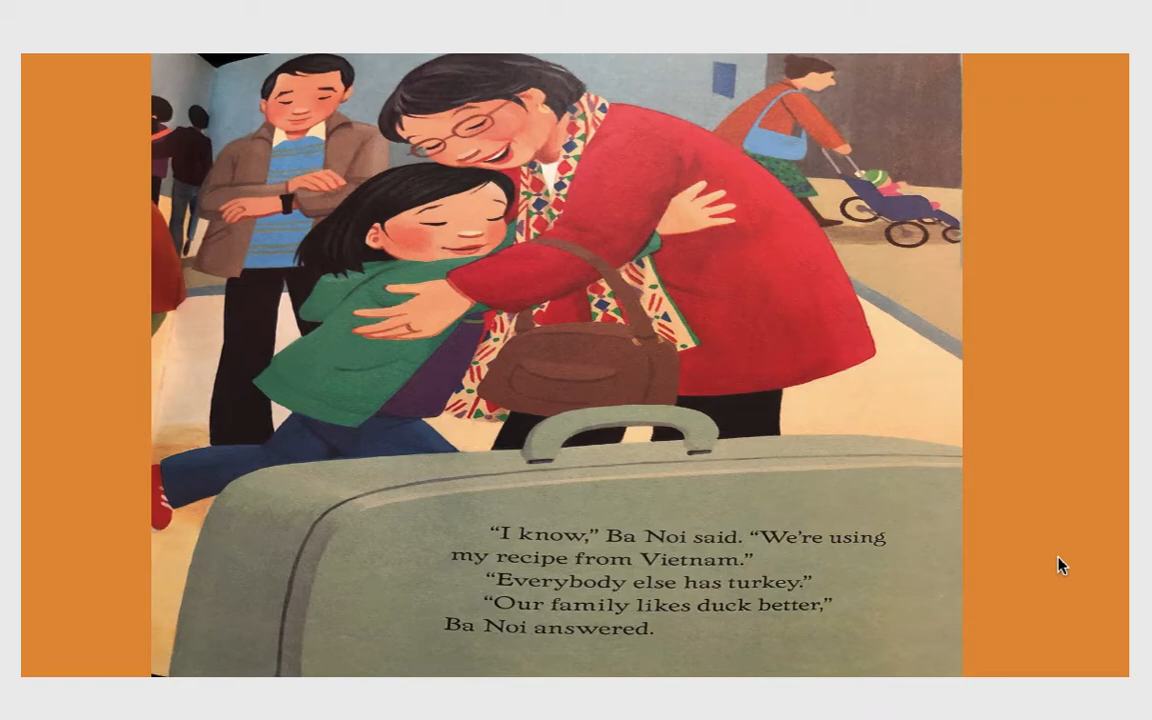 “I know,” Ba Noi said. “We’re using
my recipe from Vietnam.”
“Everybody else has turkey.”
“Our family likes duck better,”
Ba Noi answered.